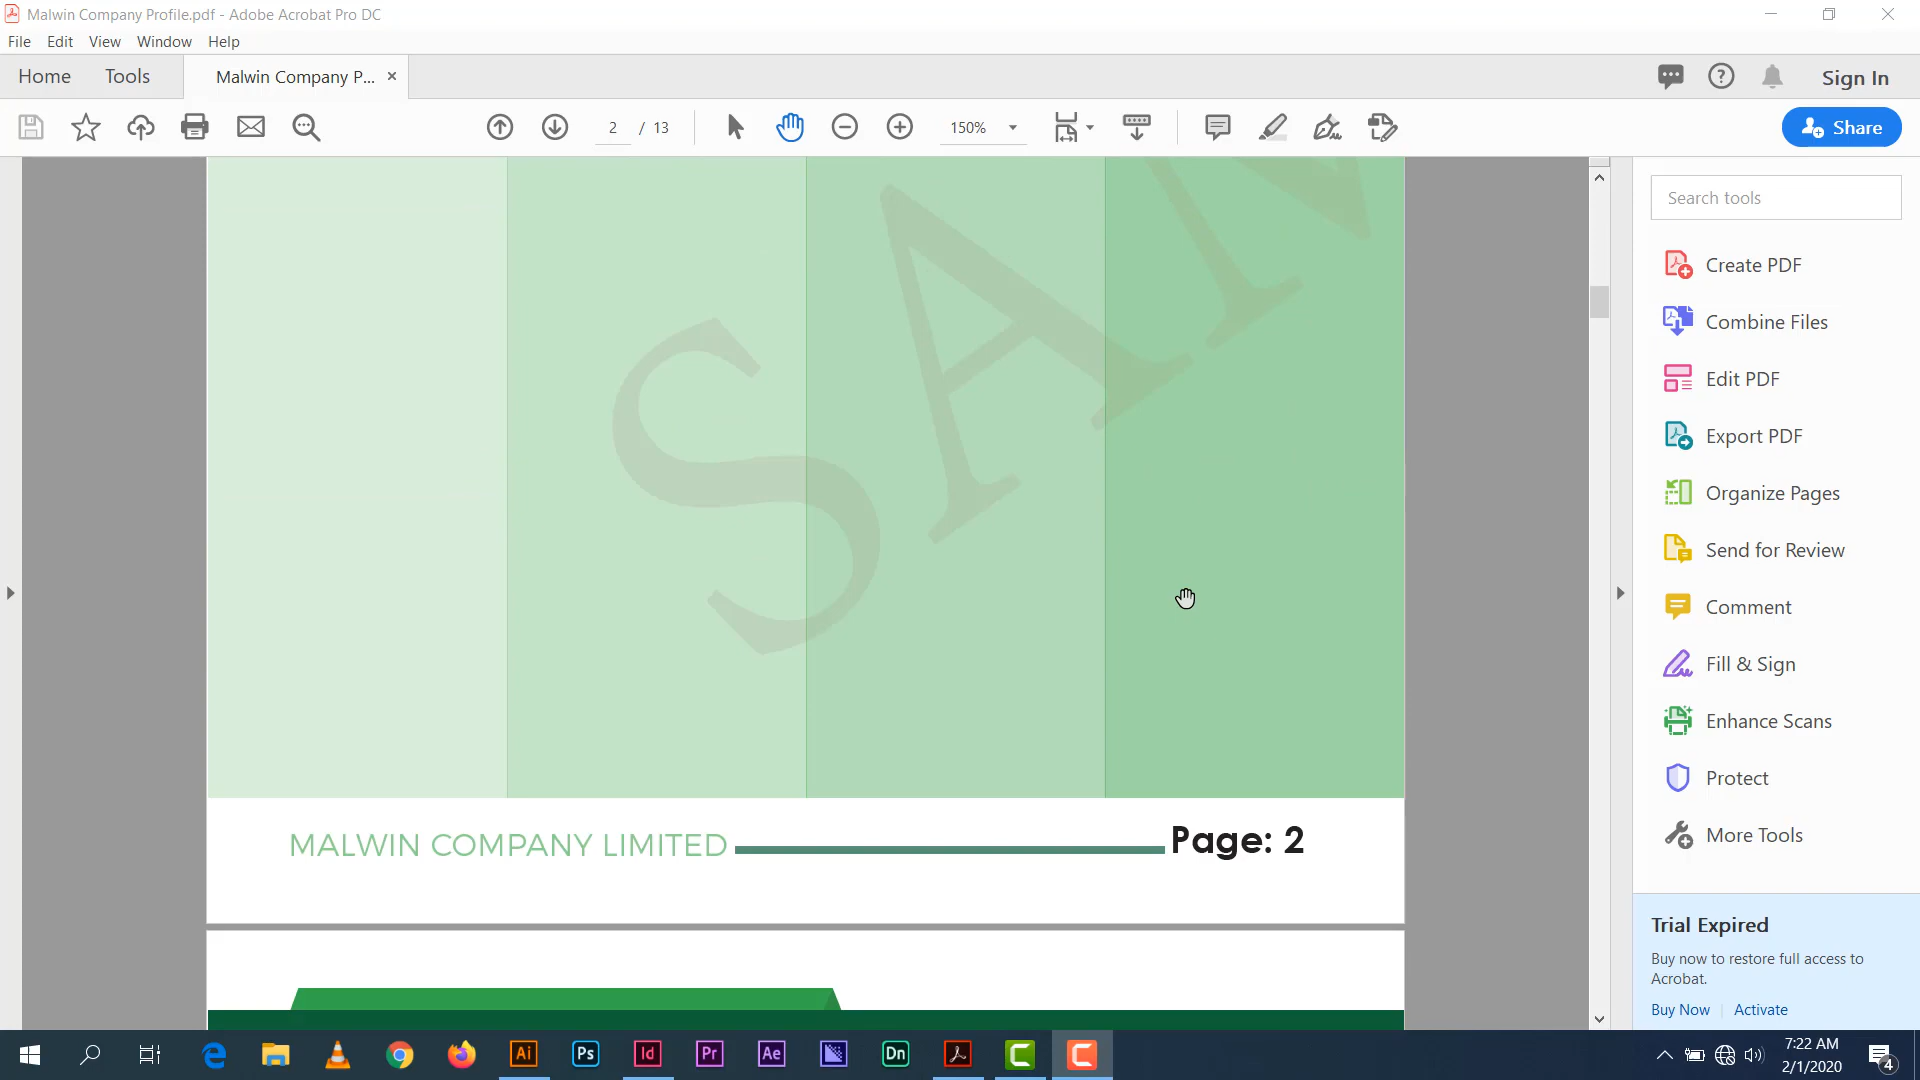 Malwin Company Profile.pdf - Adobe Acrobat Pro DC
File Edit View Window Help
Home Tools Malwin Company P... ×
Sign In
2 / 13
150%
Share
Search tools
Create PDF
Combine Files
Edit PDF
Export PDF
Organize Pages
Send for Review
Comment
Fill & Sign
Enhance Scans
Protect
More Tools
SAM
MALWIN COMPANY LIMITED
Page: 2
Trial Expired
Buy now to restore full access to
Acrobat.
Buy Now | Activate
Ai Ps Id Pr Ae Dn
7:22 AM
2/1/2020
4